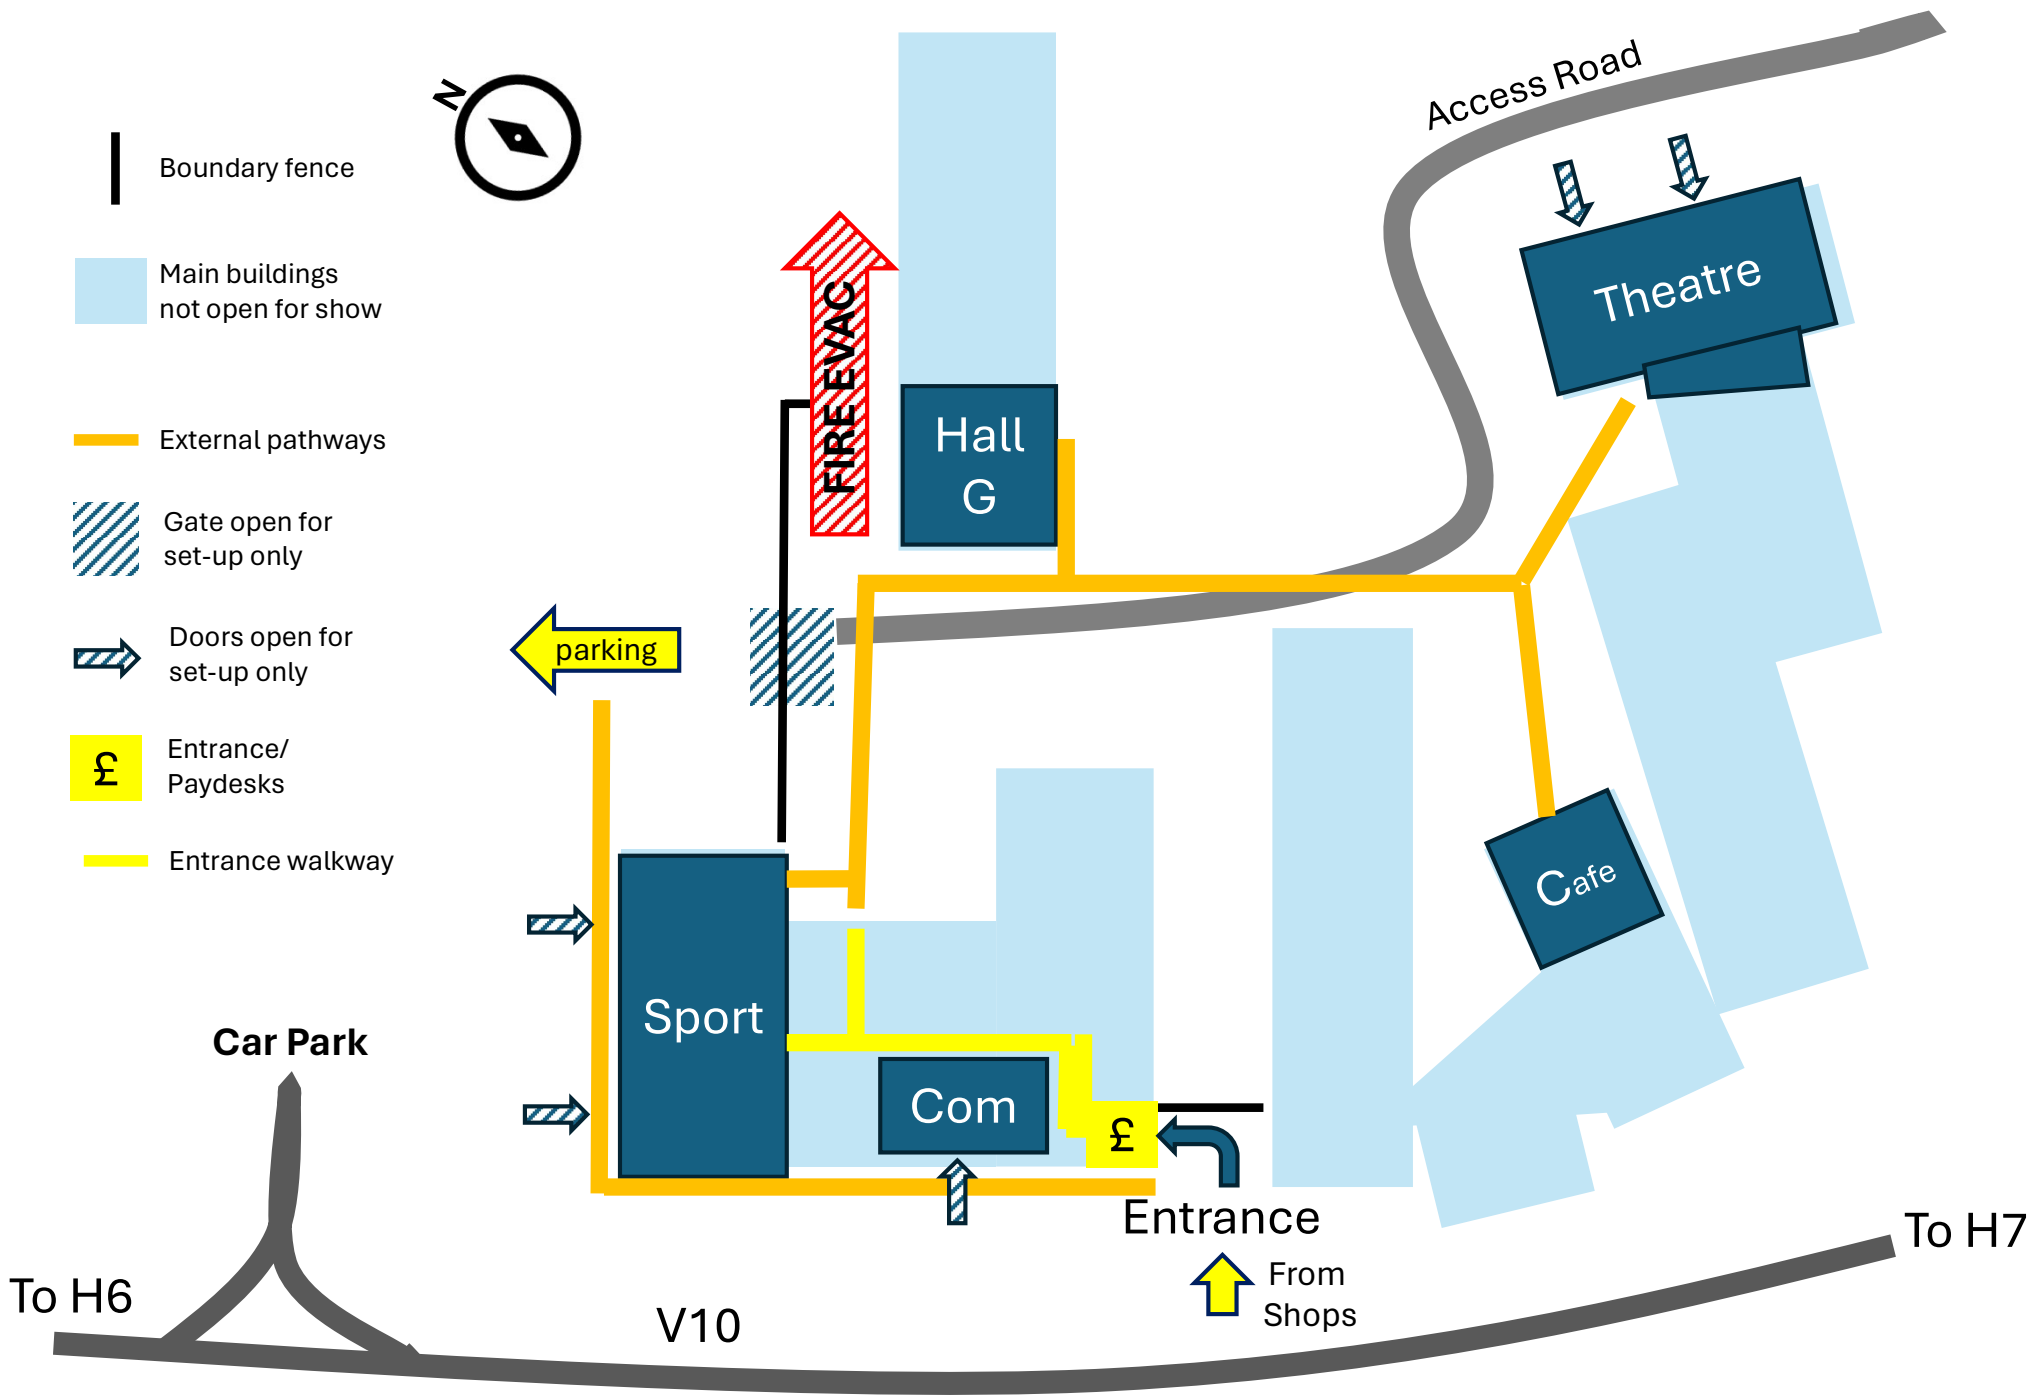 N
Access Road
Boundary fence
Main buildings
not open for show
External pathways
Gate open for
set-up only
Doors open for
set-up only
£
Entrance/
Paydesks
Entrance walkway
FIRE EVAC
Hall
G
Theatre
parking
Cafe
Sport
Com
£
Car Park
Entrance
From
Shops
To H6
V10
To H7